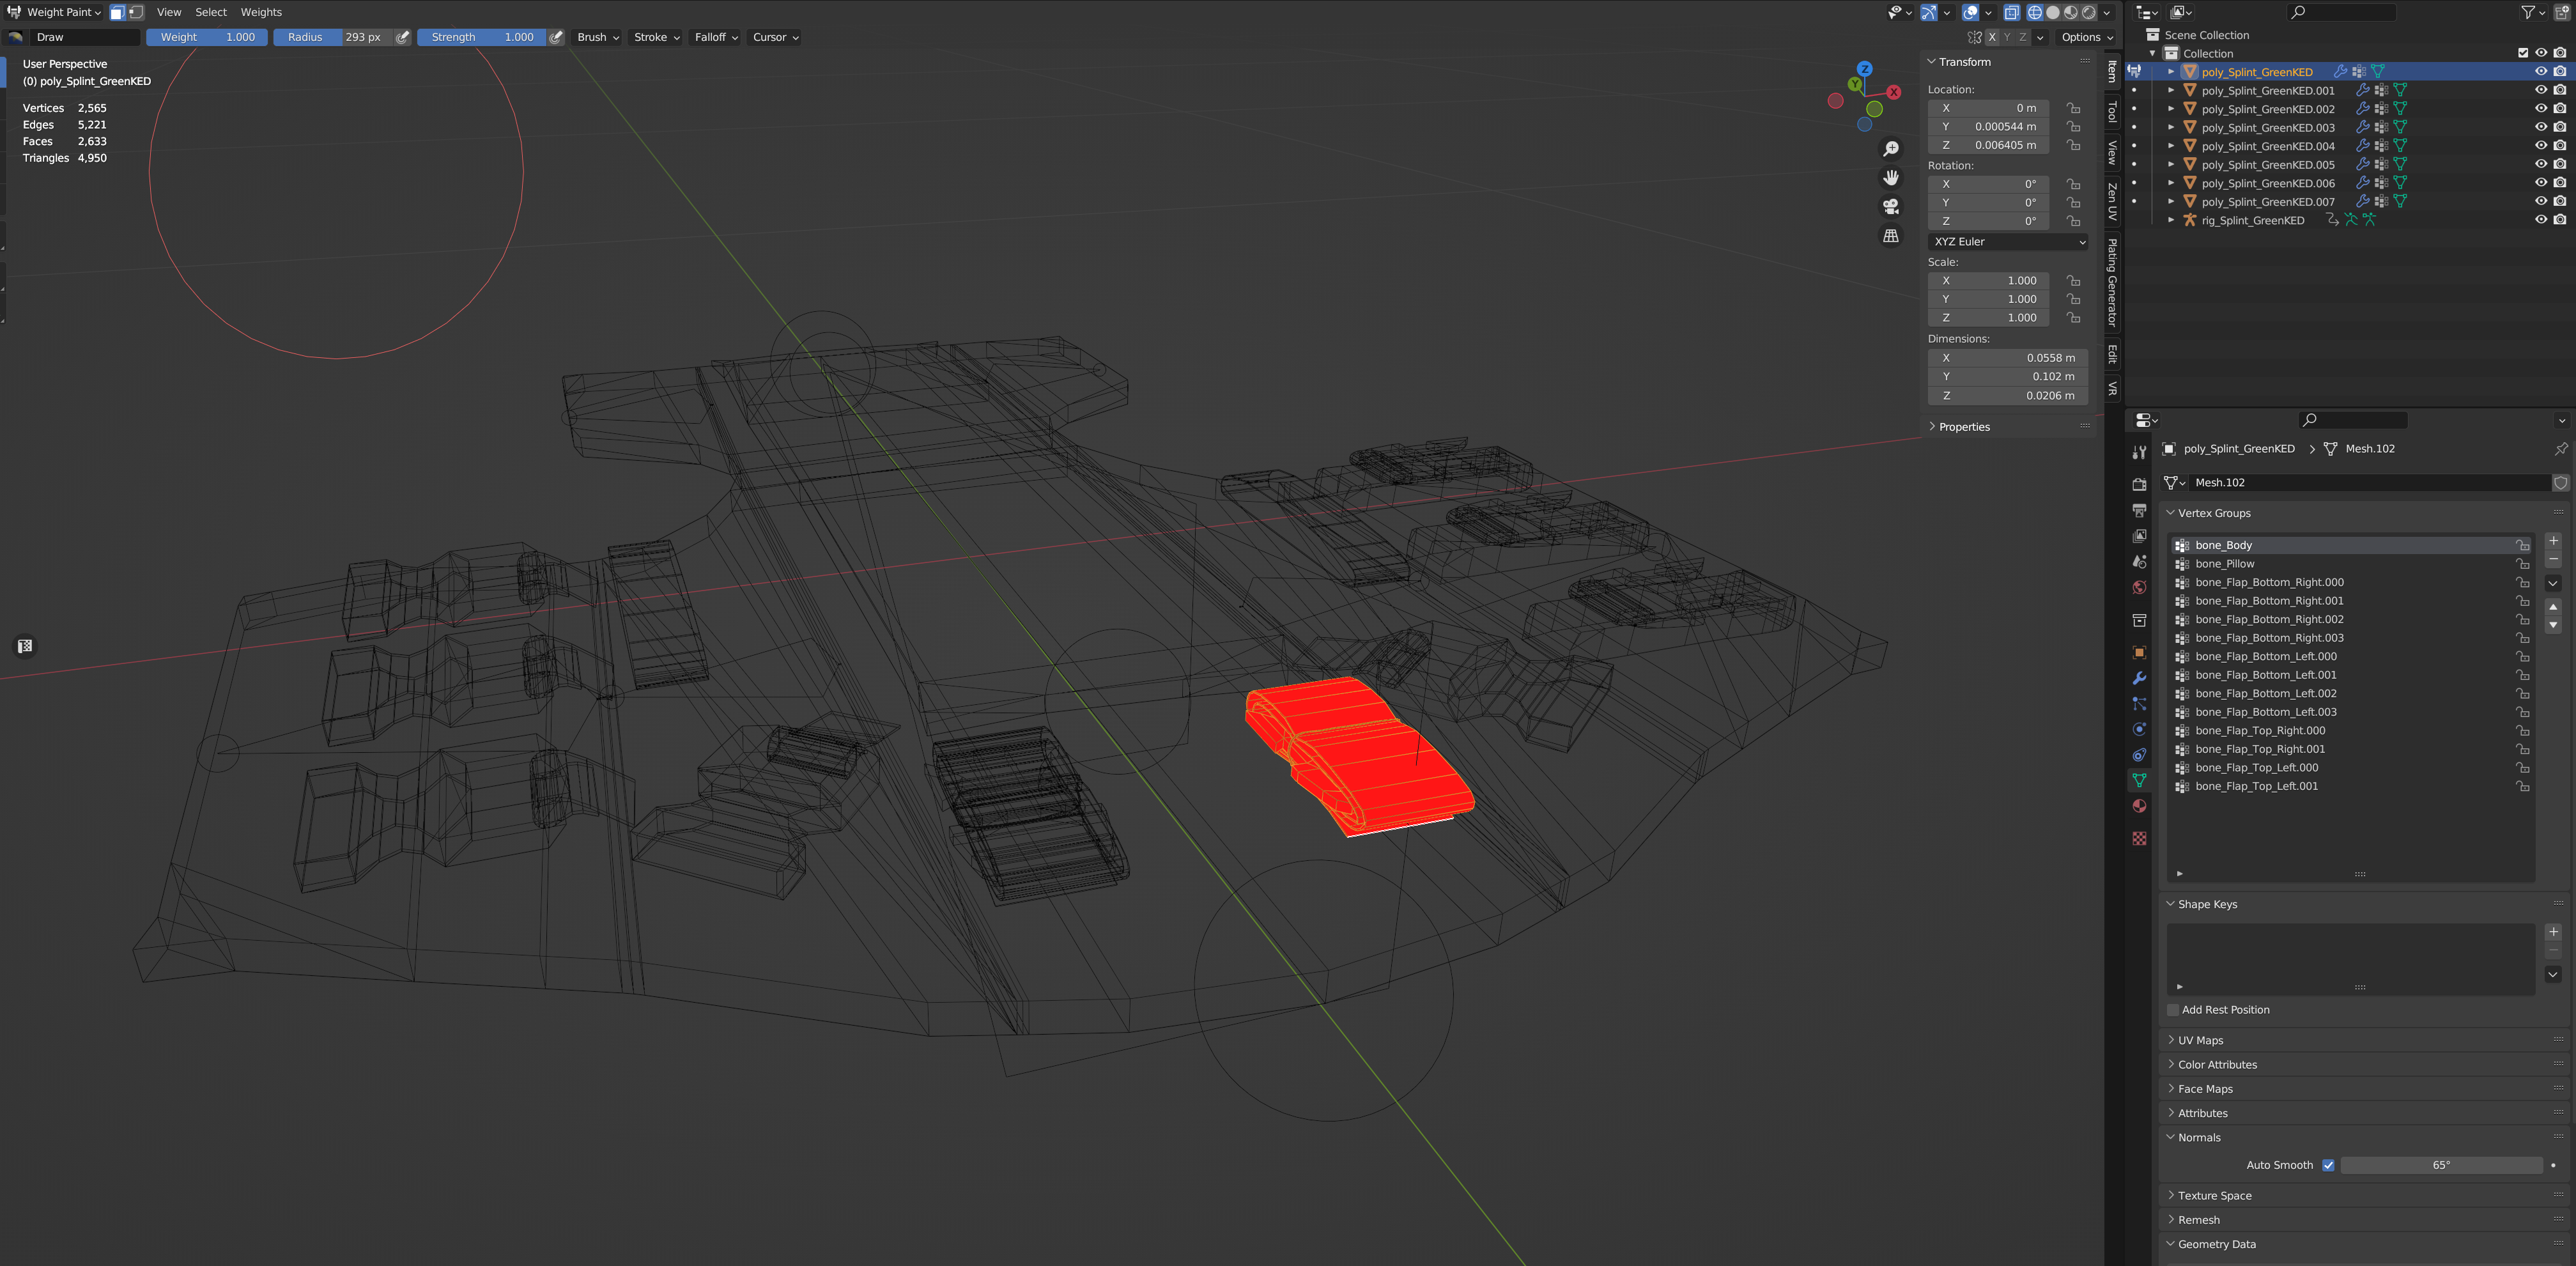 Weight Paint View Select Weights
Draw Weight 1.000 Radius 293 px Strength 1.000 Brush Stroke Falloff Cursor X Y Z Options
User Perspective
(0) poly_Splint_GreenKED
Vertices 2,565
Edges 5,221
Faces 2,633
Triangles 4,950
Z
Y
X
Transform
Location:
X 0 m
Y 0.000544 m
Z 0.006405 m
Rotation:
X 0°
Y 0°
Z 0°
XYZ Euler
Scale:
X 1.000
Y 1.000
Z 1.000
Dimensions:
X 0.0558 m
Y 0.102 m
Z 0.0206 m
Properties
Item
Tool
View
Zen UV
Plating Generator
Edit
VR
Scene Collection
Collection
poly_Splint_GreenKED
poly_Splint_GreenKED.001
poly_Splint_GreenKED.002
poly_Splint_GreenKED.003
poly_Splint_GreenKED.004
poly_Splint_GreenKED.005
poly_Splint_GreenKED.006
poly_Splint_GreenKED.007
rig_Splint_GreenKED
poly_Splint_GreenKED > Mesh.102
Mesh.102
Vertex Groups
bone_Body
bone_Pillow
bone_Flap_Bottom_Right.000
bone_Flap_Bottom_Right.001
bone_Flap_Bottom_Right.002
bone_Flap_Bottom_Right.003
bone_Flap_Bottom_Left.000
bone_Flap_Bottom_Left.001
bone_Flap_Bottom_Left.002
bone_Flap_Bottom_Left.003
bone_Flap_Top_Right.000
bone_Flap_Top_Right.001
bone_Flap_Top_Left.000
bone_Flap_Top_Left.001
Shape Keys
Add Rest Position
UV Maps
Color Attributes
Face Maps
Attributes
Normals
Auto Smooth 65°
Texture Space
Remesh
Geometry Data